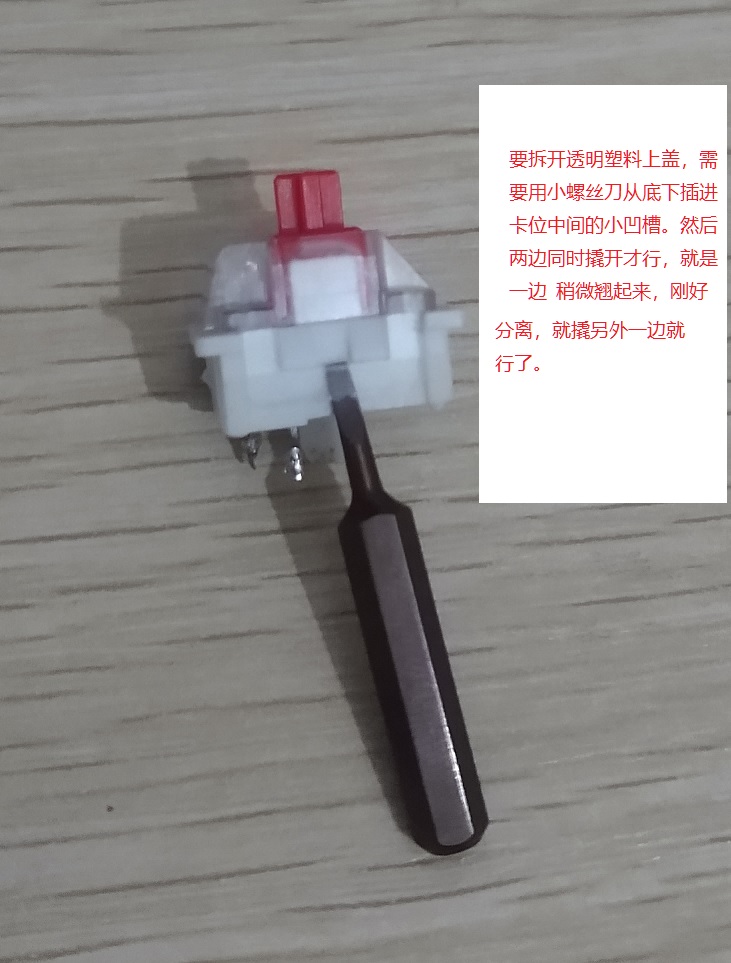 要拆开透明塑料上盖，需
要用小螺丝刀从底下插进
卡位中间的小凹槽。然后
两边同时撬开才行，就是
一边 稍微翘起来，刚好
分离，就撬另外一边就
行了。